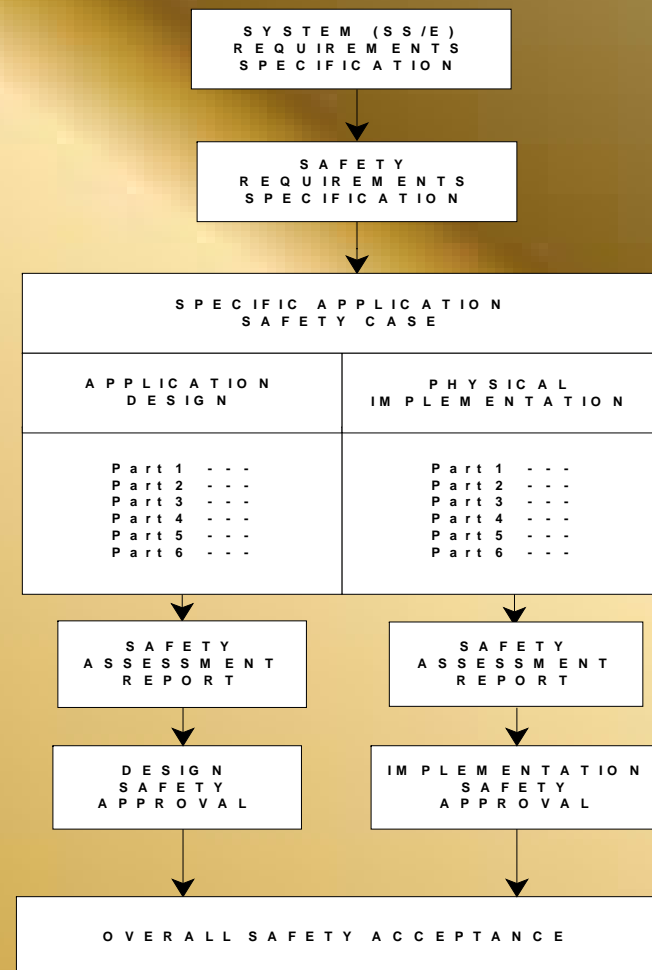 SYSTEM (SS/E)
REQUIREMENTS
SPECIFICATION
SAFETY
REQUIREMENTS
SPECIFICATION
SPECIFIC APPLICATION
SAFETY CASE
APPLICATION
DESIGN
PHYSICAL
IMPLEMENTATION
Part 1 ---
Part 2 ---
Part 3 ---
Part 4 ---
Part 5 ---
Part 6 ---
Part 1 ---
Part 2 ---
Part 3 ---
Part 4 ---
Part 5 ---
Part 6 ---
SAFETY
ASSESSMENT
REPORT
SAFETY
ASSESSMENT
REPORT
DESIGN
SAFETY
APPROVAL
IMPLEMENTATION
SAFETY
APPROVAL
OVERALL SAFETY ACCEPTANCE